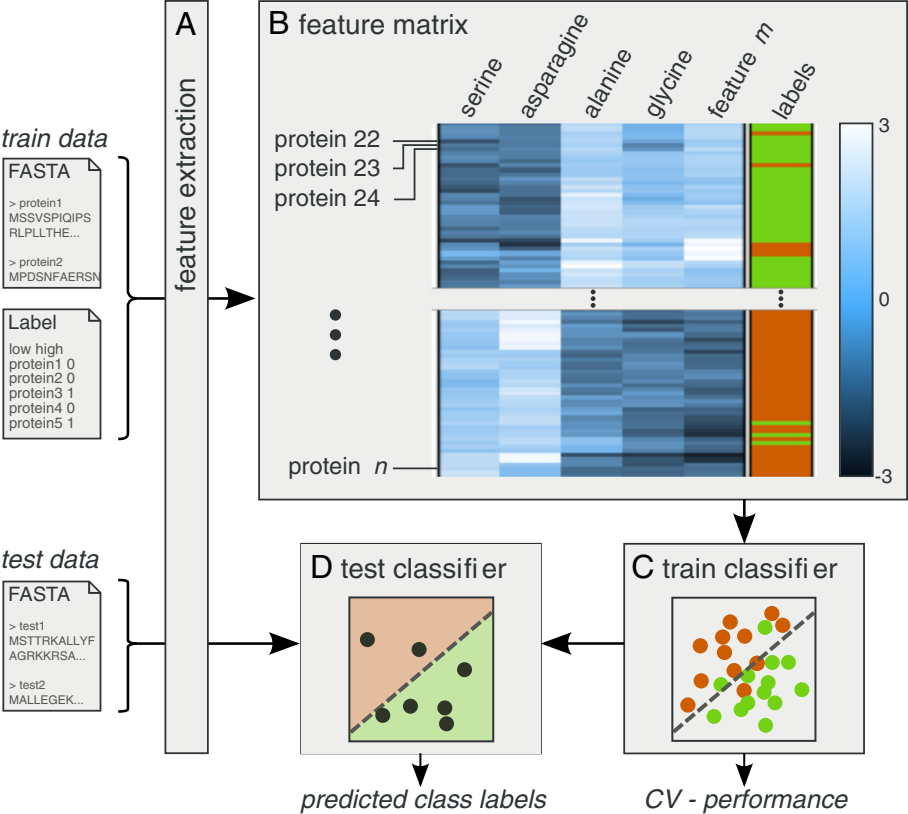 A
feature extraction
B feature matrix
serine
asparagine
alanine
glycine
feature m
labels
protein 22
protein 23
protein 24
protein n
3
0
-3
train data
FASTA
> protein1
MSSVSPIQIPS
RLPLLTHE...
> protein2
MPDSNFAERSN
Label
low high
protein1 0
protein2 0
protein3 1
protein4 0
protein5 1
test data
FASTA
> test1
MSTTRKALLYF
AGRKKRSA...
> test2
MALLEGEK...
D test classifier
predicted class labels
C train classifier
CV - performance